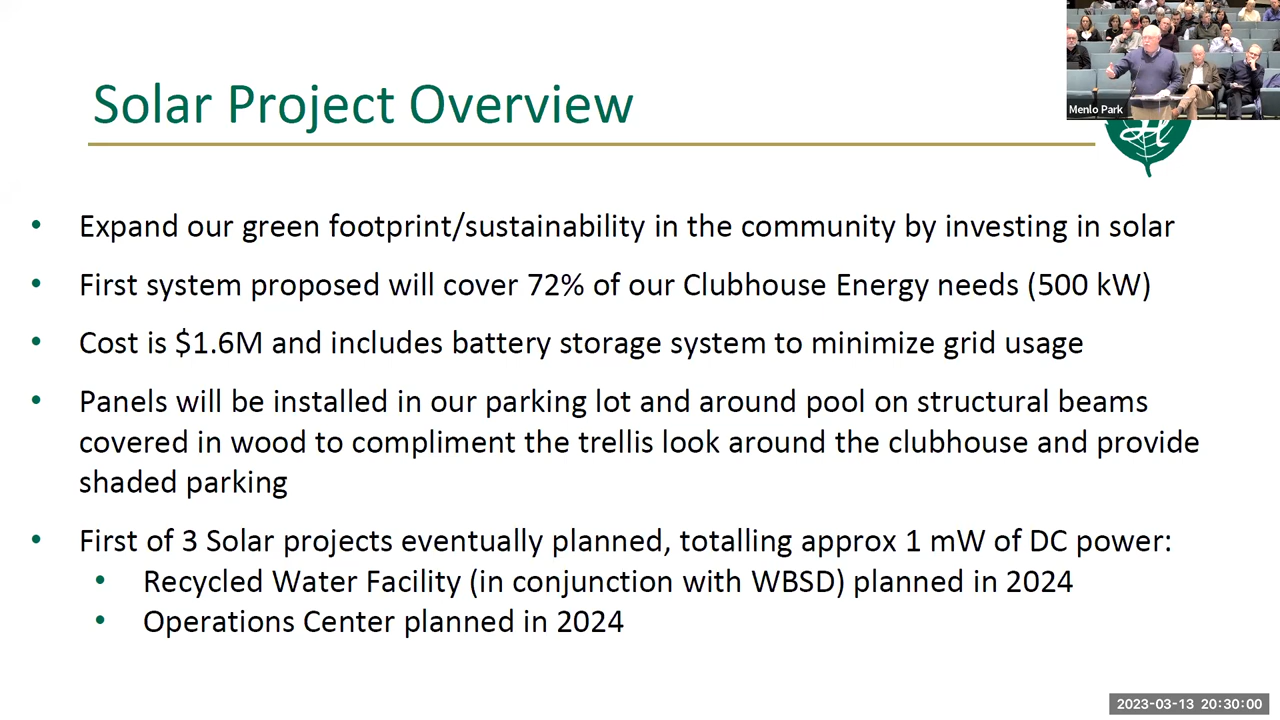 Menlo Park
Solar Project Overview
• Expand our green footprint/sustainability in the community by investing in solar
• First system proposed will cover 72% of our Clubhouse Energy needs (500 kW)
• Cost is $1.6M and includes battery storage system to minimize grid usage
• Panels will be installed in our parking lot and around pool on structural beams
covered in wood to compliment the trellis look around the clubhouse and provide
shaded parking
• First of 3 Solar projects eventually planned, totalling approx 1 mW of DC power:
• Recycled Water Facility (in conjunction with WBSD) planned in 2024
• Operations Center planned in 2024
2023-03-13 20:30:00